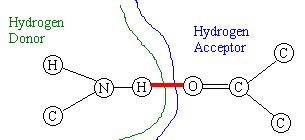 Hydrogen
Donor
Hydrogen
Acceptor
H
C
N H O C
C
C